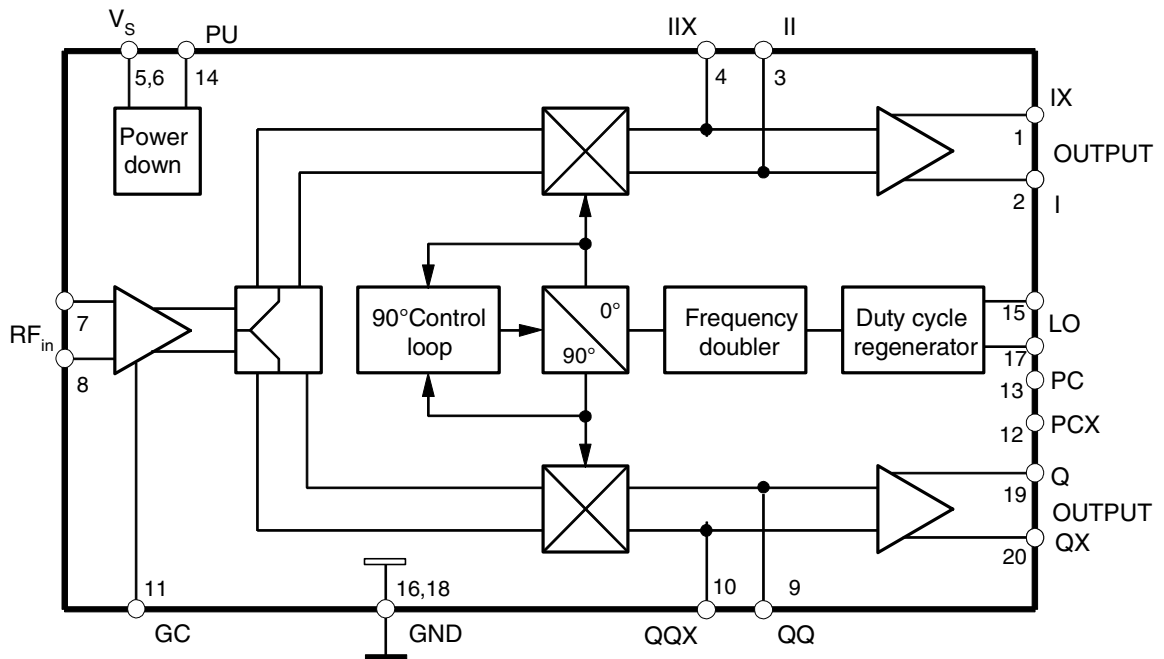 VS
PU
IIX
II
5,6
14
4
3
IX
Power
down
1
OUTPUT
2
I
RFin
7
8
90°Control
loop
0°
90°
Frequency
doubler
Duty cycle
regenerator
15
LO
17
13
PC
12
PCX
Q
19
OUTPUT
20
QX
11
16,18
10
9
GC
GND
QQX
QQ